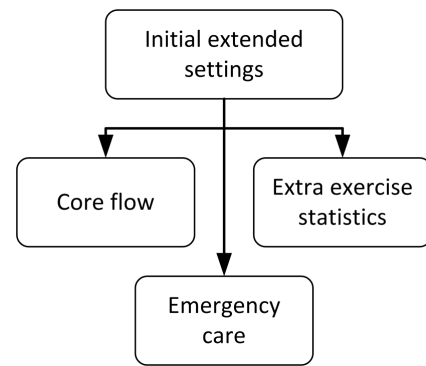 Initial extended
settings
Core flow
Extra exercise
statistics
Emergency
care